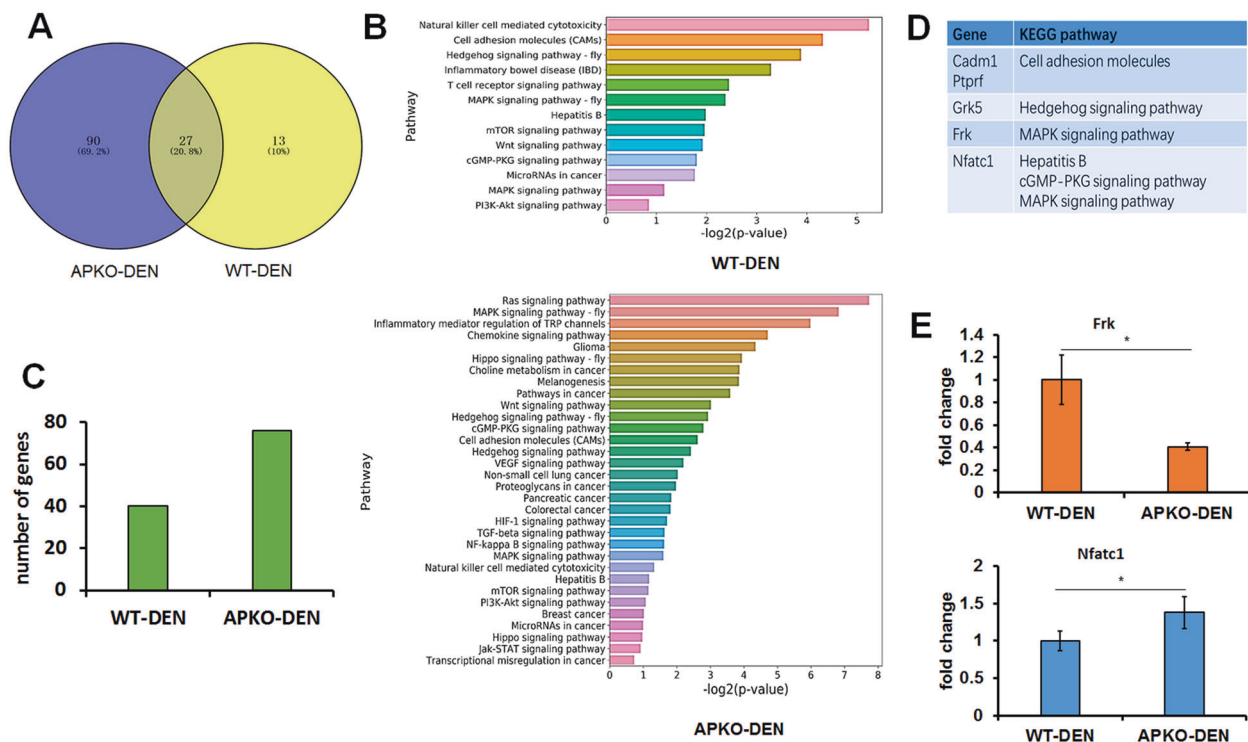 A
90
(69.2%)
27
(20.8%)
13
(10%)
APKO-DEN
WT-DEN
B
Natural killer cell mediated cytotoxicity
Cell adhesion molecules (CAMs)
Hedgehog signaling pathway - fly
Inflammatory bowel disease (IBD)
T cell receptor signaling pathway
MAPK signaling pathway - fly
Hepatitis B
mTOR signaling pathway
Wnt signaling pathway
cGMP-PKG signaling pathway
MicroRNAs in cancer
MAPK signaling pathway
PI3K-Akt signaling pathway
Pathway
0 1 2 3 4 5
-log2(p-value)
WT-DEN
Ras signaling pathway
MAPK signaling pathway - fly
Inflammatory mediator regulation of TRP channels
Chemokine signaling pathway
Glioma
Hippo signaling pathway - fly
Choline metabolism in cancer
Melanogenesis
Pathways in cancer
Wnt signaling pathway
Hedgehog signaling pathway - fly
cGMP-PKG signaling pathway
Cell adhesion molecules (CAMs)
Hedgehog signaling pathway
VEGF signaling pathway
Non-small cell lung cancer
Proteoglycans in cancer
Pancreatic cancer
Colorectal cancer
HIF-1 signaling pathway
TGF-beta signaling pathway
NF-kappa B signaling pathway
MAPK signaling pathway
Natural killer cell mediated cytotoxicity
Hepatitis B
mTOR signaling pathway
PI3K-Akt signaling pathway
Breast cancer
MicroRNAs in cancer
Hippo signaling pathway
Jak-STAT signaling pathway
Transcriptional misregulation in cancer
Pathway
0 1 2 3 4 5 6 7 8
-log2(p-value)
APKO-DEN
C
number of genes
80
60
40
20
0
WT-DEN APKO-DEN
D
Gene KEGG pathway
Cadm1 Cell adhesion molecules
Ptprf
Grk5 Hedgehog signaling pathway
Frk MAPK signaling pathway
Nfatc1 Hepatitis B
cGMP-PKG signaling pathway
MAPK signaling pathway
E
Frk
*
fold change
1.4
1.2
1
0.8
0.6
0.4
0.2
0
WT-DEN APKO-DEN
Nfatc1
*
fold change
2
1.5
1
0.5
0
WT-DEN APKO-DEN